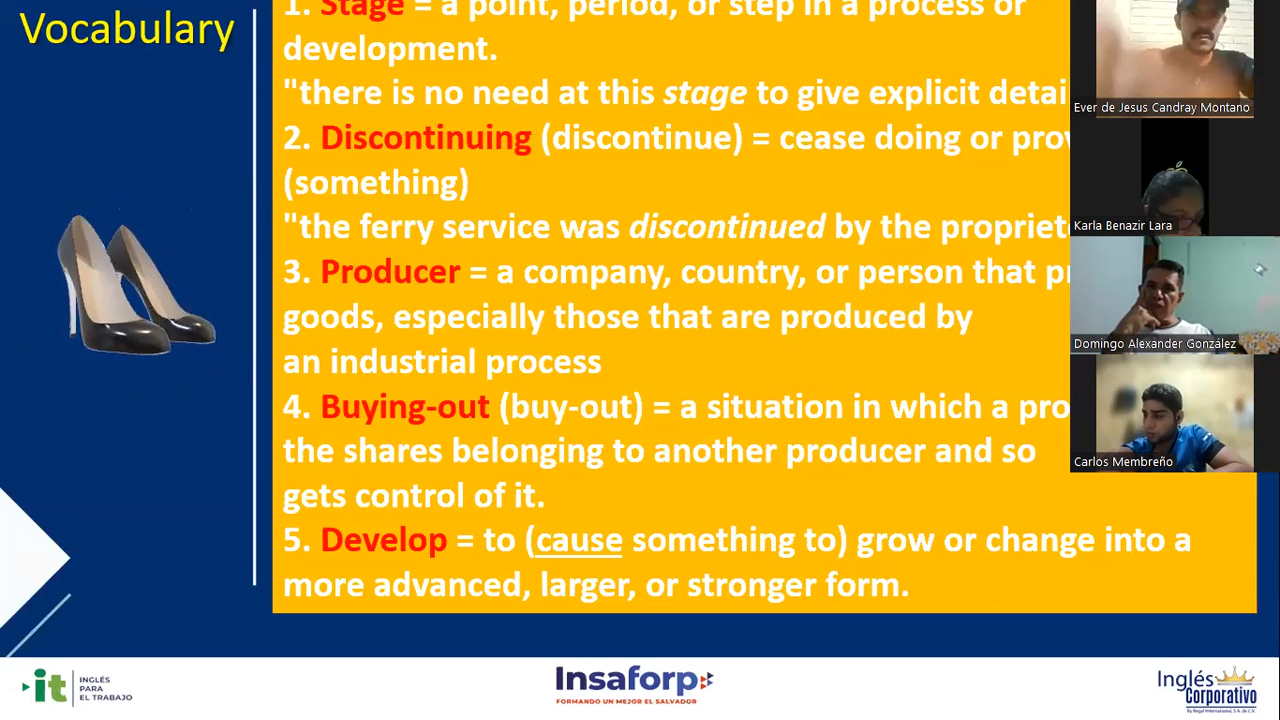 Vocabulary
1. Stage = a point, period, or step in a process or
development.
"there is no need at this stage to give explicit detai
2. Discontinuing (discontinue) = cease doing or prov
(something)
"the ferry service was discontinued by the propriet
3. Producer = a company, country, or person that pr
goods, especially those that are produced by
an industrial process
4. Buying-out (buy-out) = a situation in which a pro
the shares belonging to another producer and so
gets control of it.
5. Develop = to (cause something to) grow or change into a
more advanced, larger, or stronger form.
Ever de Jesus Candray Montano
Karla Benazir Lara
Domingo Alexander González
Carlos Membreño
it
INGLÉS
PARA
EL TRABAJO
Insaforp
FORMANDO UN MEJOR EL SALVADOR
Inglés
Corporativo
By Regal International, S.A. de C.V.